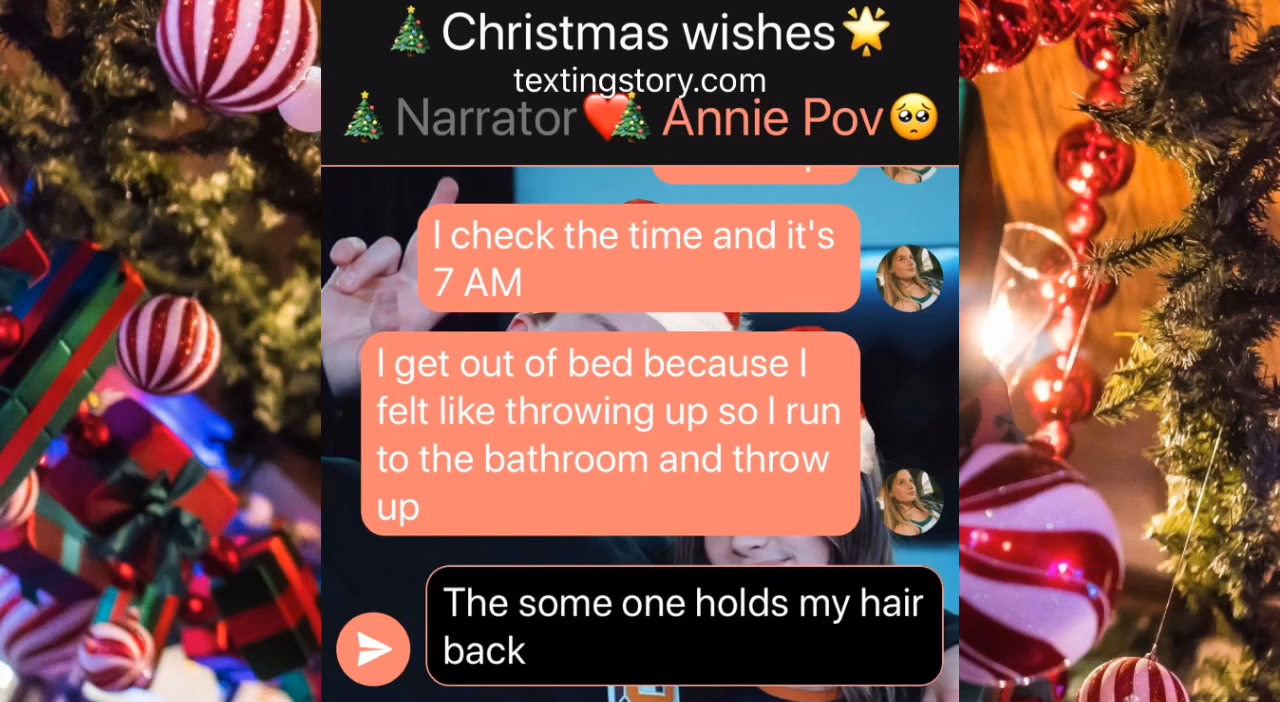 🎄Christmas wishes🌟
textingstory.com
🎄Narrator❤️🎄Annie Pov🥺
I check the time and it's
7 AM
I get out of bed because I
felt like throwing up so I run
to the bathroom and throw
up
The some one holds my hair
back